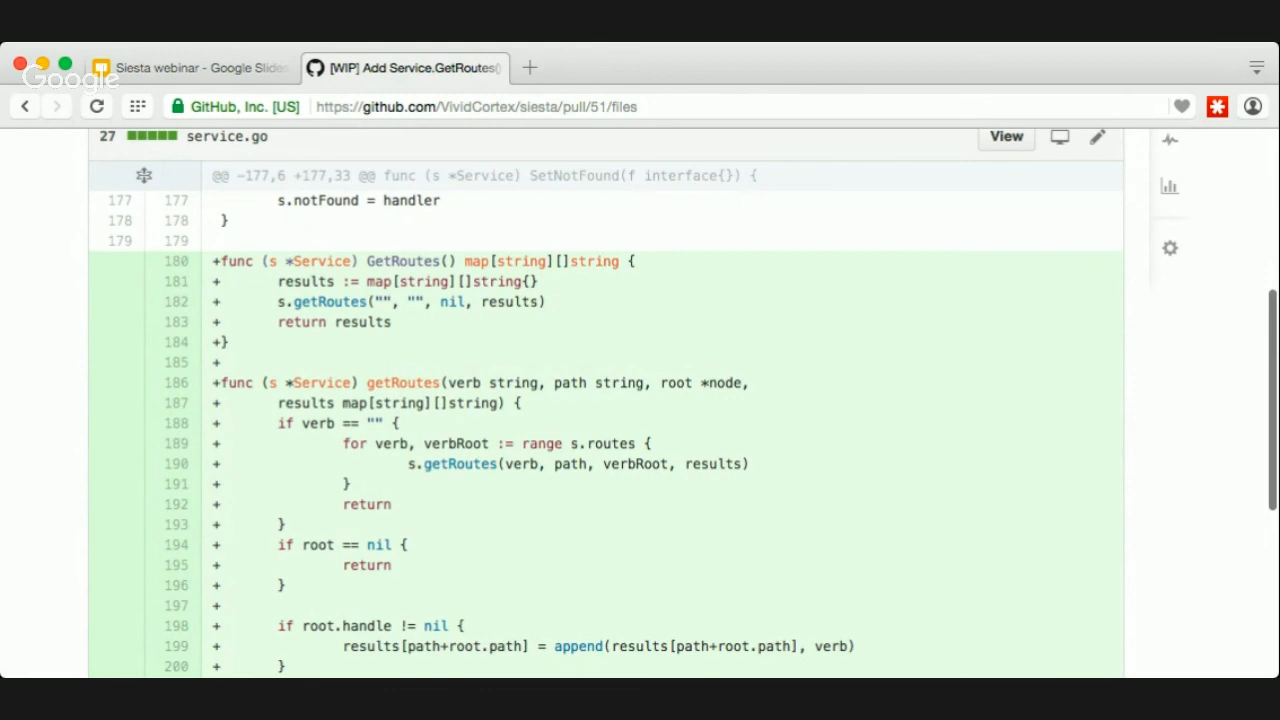 Siesta webinar - Google Slides
[WIP] Add Service.GetRoutes()
Google
GitHub, Inc. [US] https://github.com/VividCortex/siesta/pull/51/files
27 service.go View
@@ -177,6 +177,33 @@ func (s *Service) SetNotFound(f interface{}) {
177 177 s.notFound = handler
178 178 }
179 179
180 +func (s *Service) GetRoutes() map[string][]string {
181 + results := map[string][]string{}
182 + s.getRoutes("", "", nil, results)
183 + return results
184 +}
185 +
186 +func (s *Service) getRoutes(verb string, path string, root *node,
187 + results map[string][]string) {
188 + if verb == "" {
189 + for verb, verbRoot := range s.routes {
190 + s.getRoutes(verb, path, verbRoot, results)
191 + }
192 + return
193 + }
194 + if root == nil {
195 + return
196 + }
197 +
198 + if root.handle != nil {
199 + results[path+root.path] = append(results[path+root.path], verb)
200 + }